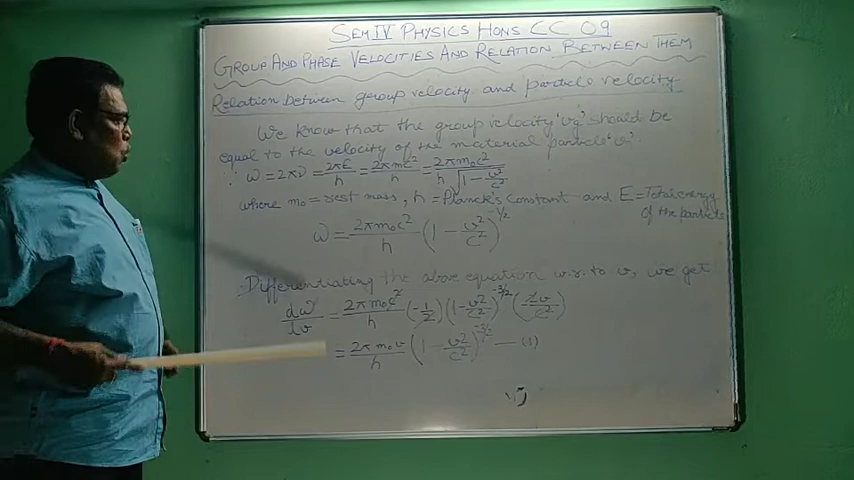 SEM IV PHYSICS HONS CC 09
GROUP AND PHASE VELOCITIES AND RELATION BETWEEN THEM
RELATION between group velocity and particle velocity
We know that the group velocity 'vg' should be
equal to the velocity of the material particle 'v'.
∴ ω = 2πν = 2πE/h = 2πmc²/h = 2πm₀c²/h√(1 - v²/c²)
where m₀ = rest mass, h = Planck's constant and E = Total energy
of the particle
ω = 2πm₀c²/h (1 - v²/c²)^-1/2
Differentiating the above equation w.r. to v, we get
dω/dv = 2πm₀c²/h (-1/2)(1 - v²/c²)^-3/2 (-2v/c²)
= 2πm₀v/h (1 - v²/c²)^-3/2 — (1)